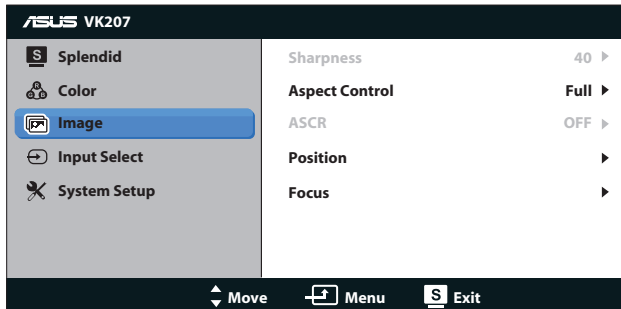 ASUS VK207
S Splendid
Color
Image
Input Select
System Setup
Sharpness 40
Aspect Control Full
ASCR OFF
Position
Focus
Move Menu S Exit